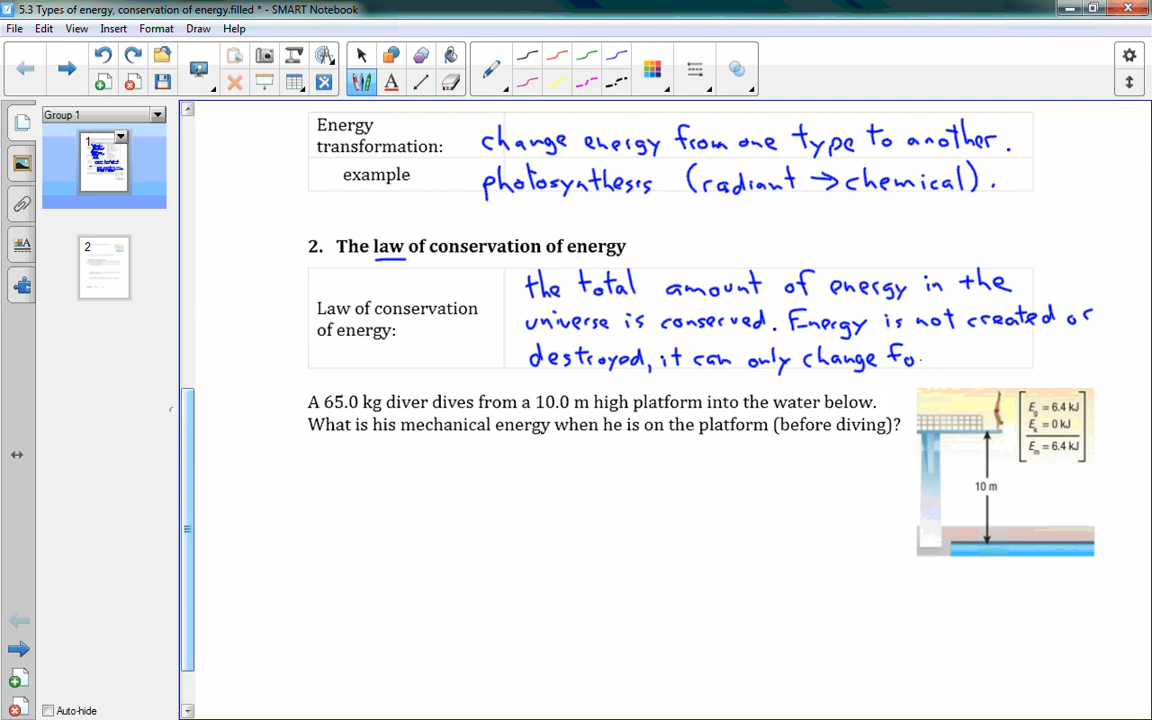 5.3 Types of energy, conservation of energy.filled * - SMART Notebook
File Edit View Insert Format Draw Help
Group 1
1
2
Energy transformation:
change energy from one type to another.
example
photosynthesis (radiant → chemical).
2. The law of conservation of energy
Law of conservation of energy:
the total amount of energy in the
universe is conserved. Energy is not created or
destroyed, it can only change fo
A 65.0 kg diver dives from a 10.0 m high platform into the water below.
What is his mechanical energy when he is on the platform (before diving)?
Eg = 6.4 kJ
Ek = 0 kJ
Em = 6.4 kJ
10 m
Auto-hide